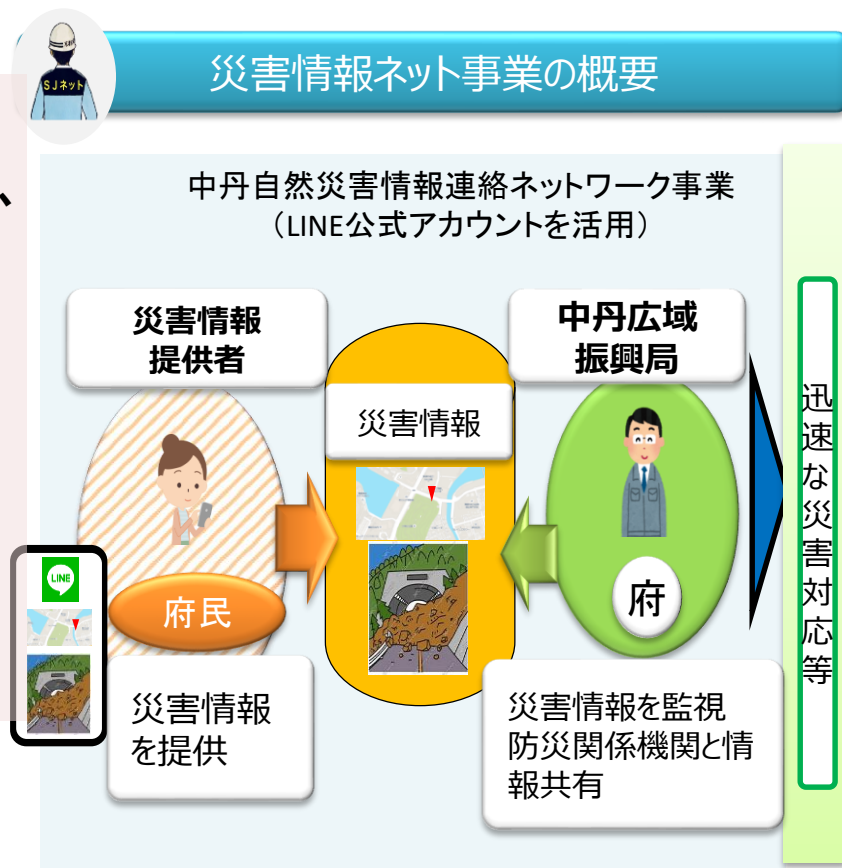 SJネット
災害情報ネット事業の概要
、
中丹自然災害情報連絡ネットワーク事業
（LINE公式アカウントを活用）
災害情報
提供者
災害情報
中丹広域
振興局
LINE
府民
府
災害情報
を提供
災害情報を監視
防災関係機関と情
報共有
迅速な災害対応等